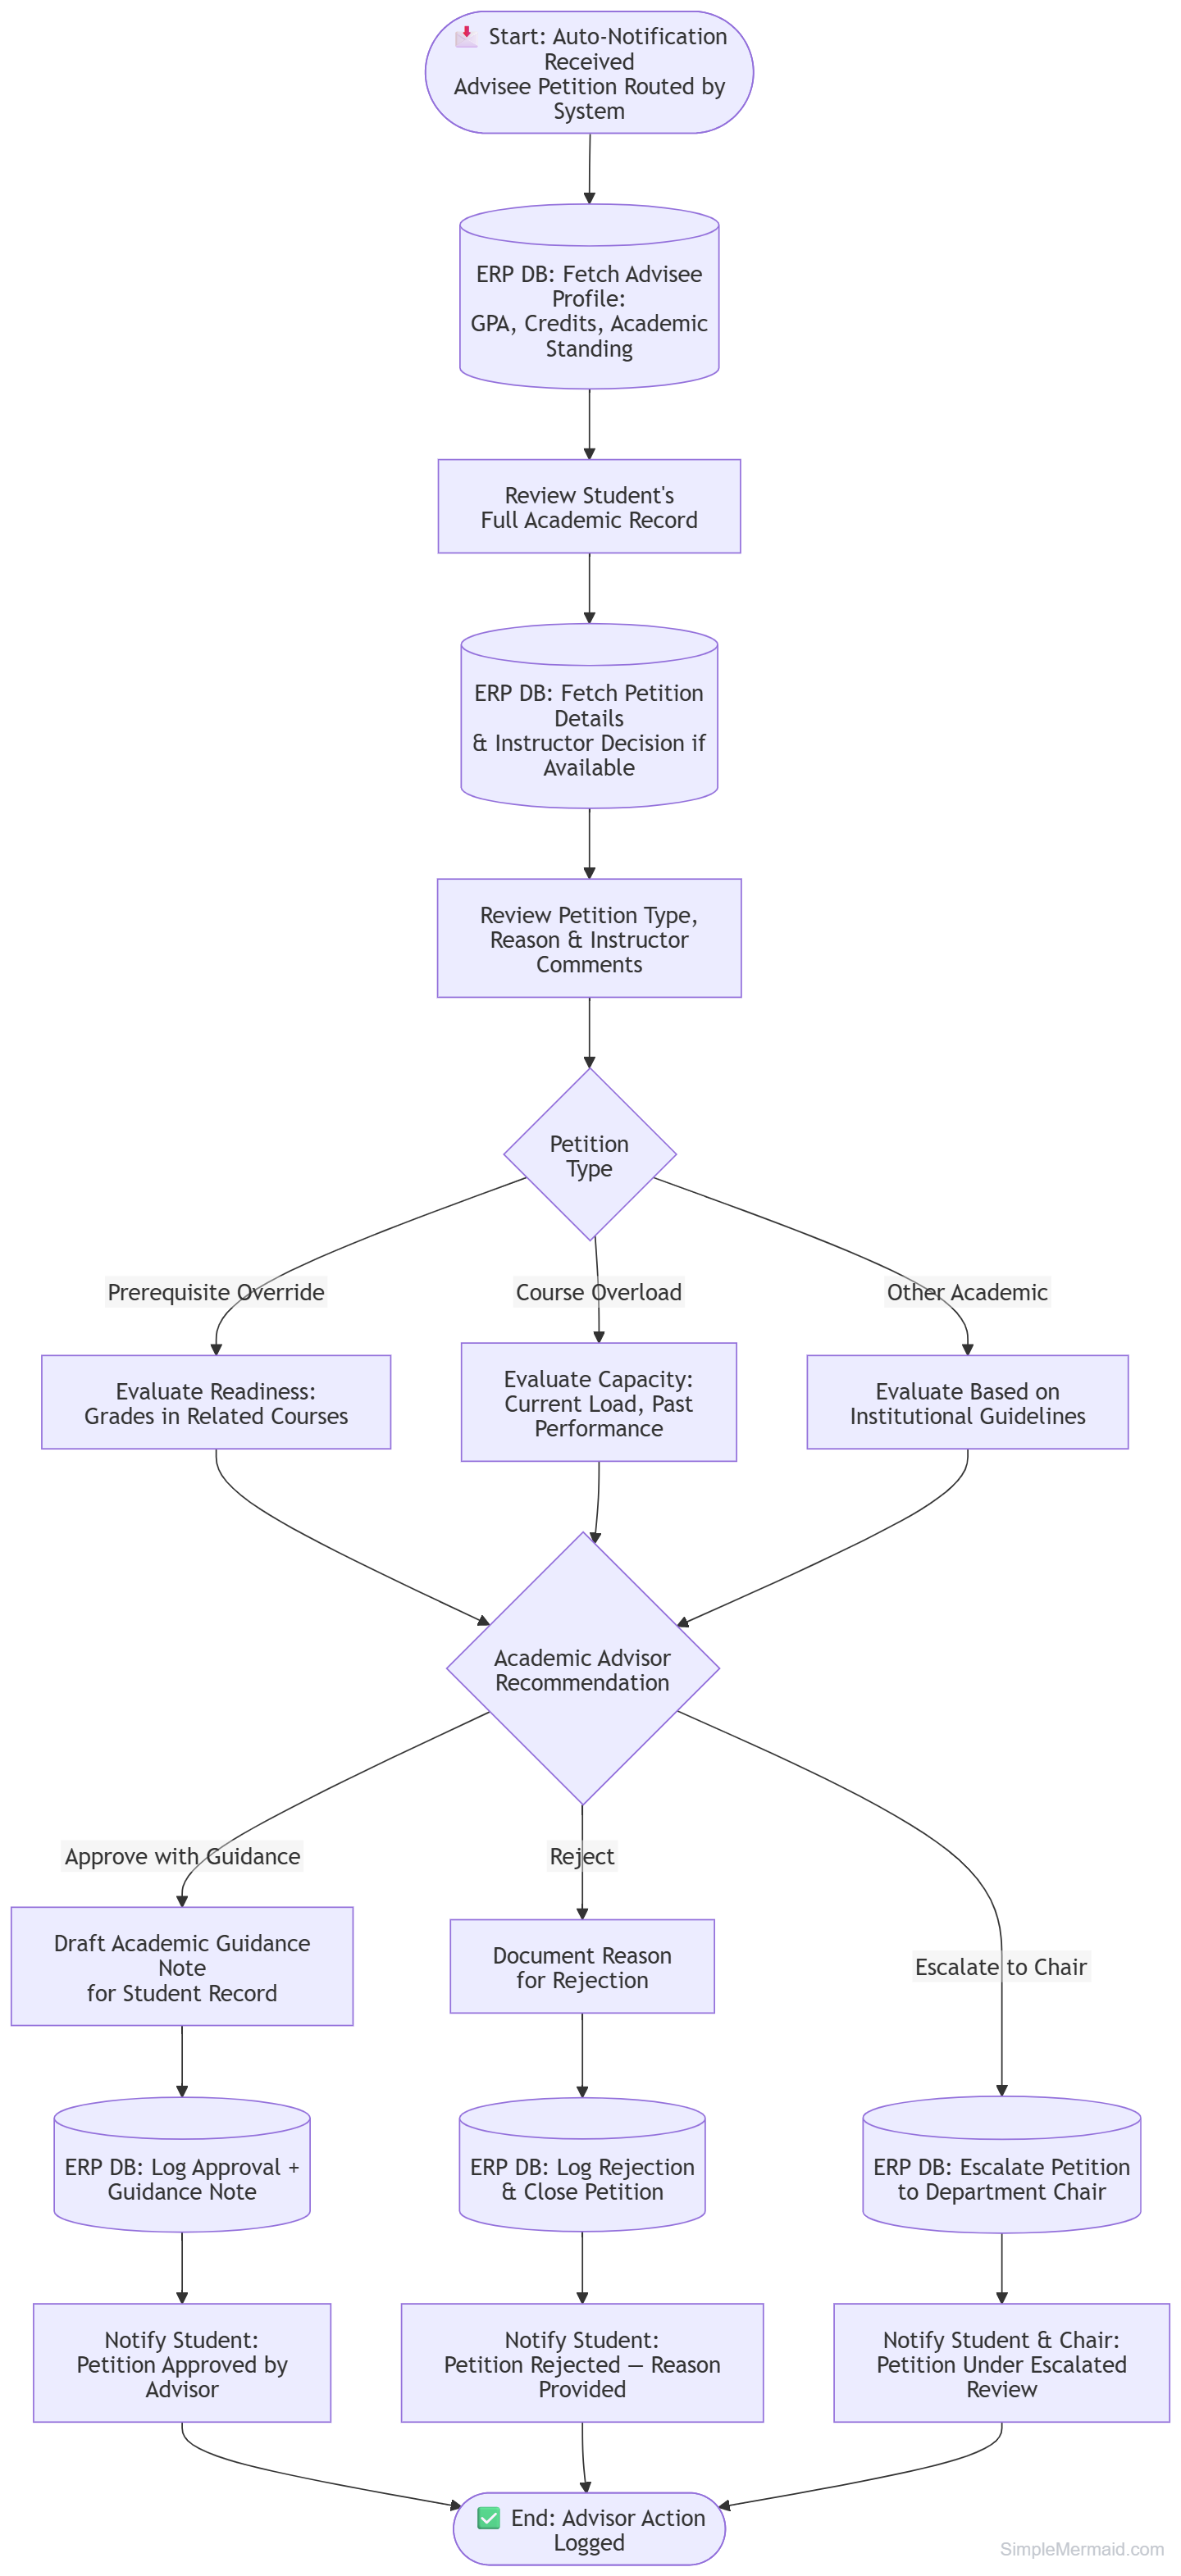 Start: Auto-Notification
Received
Advisee Petition Routed by
System
ERP DB: Fetch Advisee
Profile:
GPA, Credits, Academic
Standing
Review Student's
Full Academic Record
ERP DB: Fetch Petition
Details
& Instructor Decision if
Available
Review Petition Type,
Reason & Instructor
Comments
Petition
Type
Prerequisite Override
Course Overload
Other Academic
Evaluate Readiness:
Grades in Related Courses
Evaluate Capacity:
Current Load, Past
Performance
Evaluate Based on
Institutional Guidelines
Academic Advisor
Recommendation
Approve with Guidance
Reject
Escalate to Chair
Draft Academic Guidance
Note
for Student Record
Document Reason
for Rejection
ERP DB: Log Approval +
Guidance Note
ERP DB: Log Rejection
& Close Petition
ERP DB: Escalate Petition
to Department Chair
Notify Student:
Petition Approved by
Advisor
Notify Student:
Petition Rejected — Reason
Provided
Notify Student & Chair:
Petition Under Escalated
Review
End: Advisor Action
Logged
SimpleMermaid.com